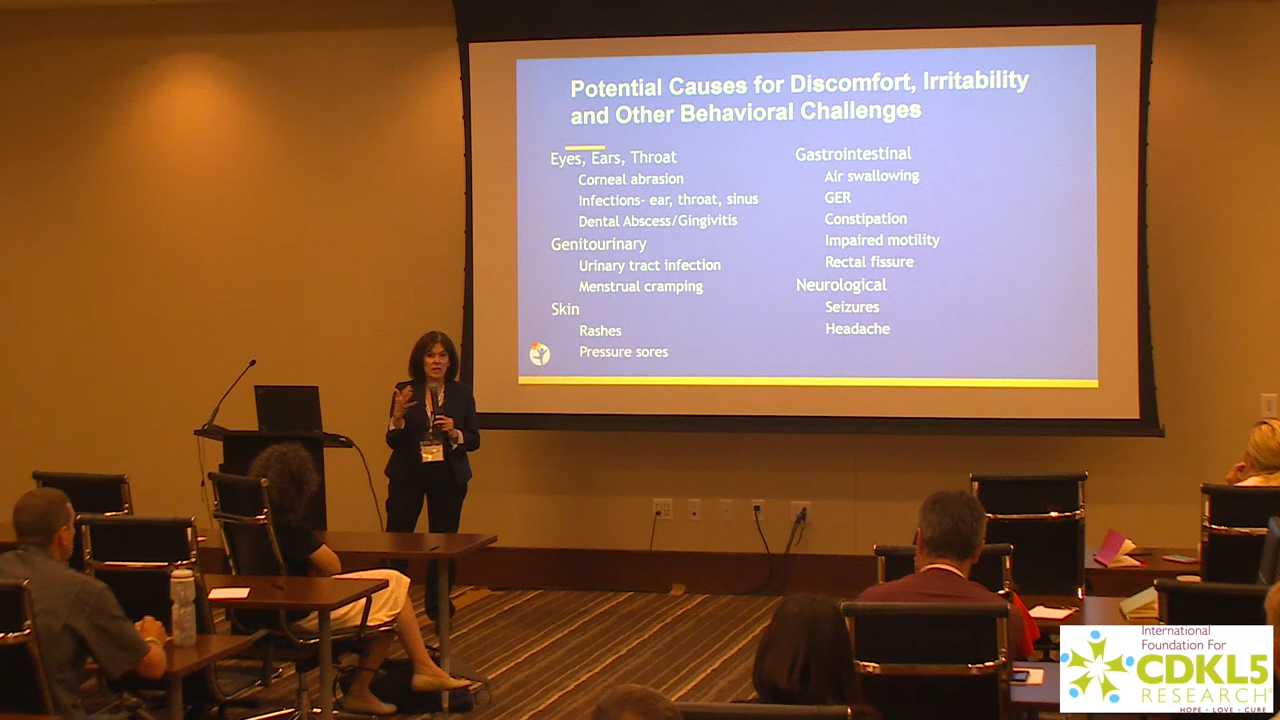 Potential Causes for Discomfort, Irritability
and Other Behavioral Challenges
Eyes, Ears, Throat
Corneal abrasion
Infections- ear, throat, sinus
Dental Abscess/Gingivitis
Genitourinary
Urinary tract infection
Menstrual cramping
Skin
Rashes
Pressure sores
Gastrointestinal
Air swallowing
GER
Constipation
Impaired motility
Rectal fissure
Neurological
Seizures
Headache
International
Foundation For
CDKL5
RESEARCH
HOPE • LOVE • CURE